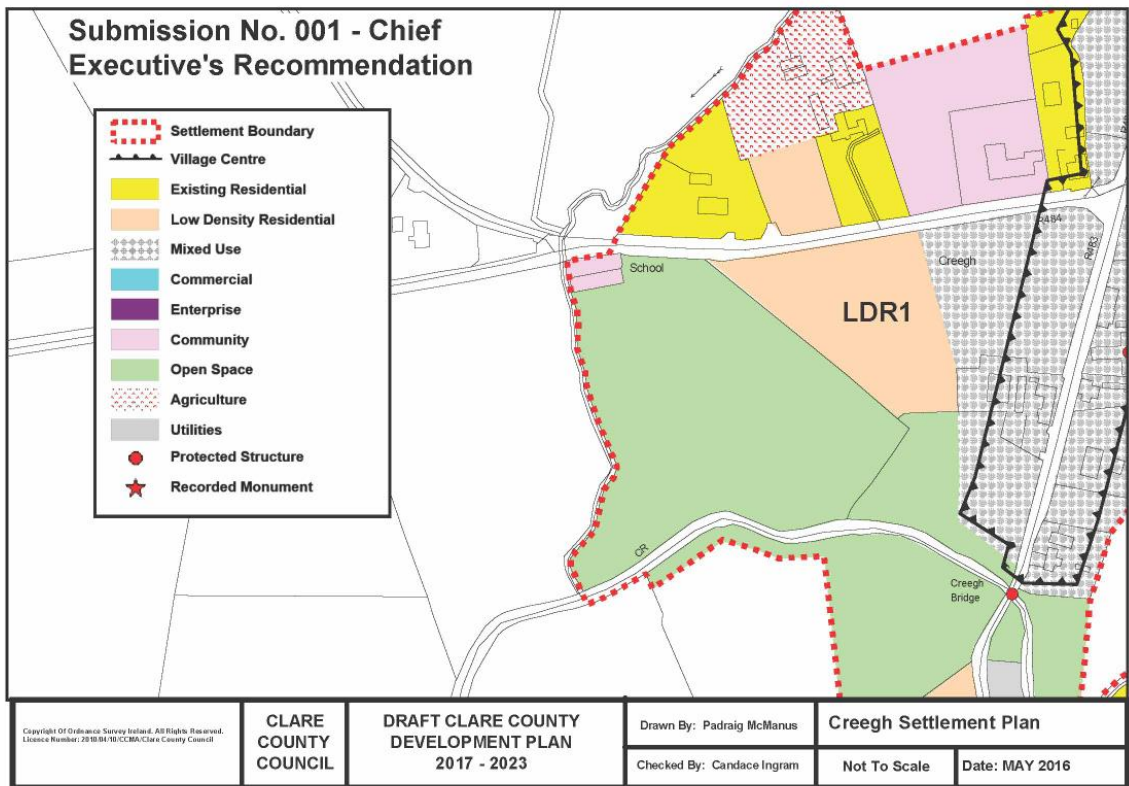 Submission No. 001 - Chief
Executive's Recommendation
Settlement Boundary
Village Centre
Existing Residential
Low Density Residential
Mixed Use
Commercial
Enterprise
Community
Open Space
Agriculture
Utilities
Protected Structure
Recorded Monument
R484
R483
School
Creegh
LDR1
CR
Creegh
Bridge
Copyright Of Ordnance Survey Ireland. All Rights Reserved.
Licence Number: 2018/04/10/CCMA/Clare County Council
CLARE
COUNTY
COUNCIL
DRAFT CLARE COUNTY
DEVELOPMENT PLAN
2017 - 2023
Drawn By: Padraig McManus
Checked By: Candace Ingram
Creegh Settlement Plan
Not To Scale
Date: MAY 2016